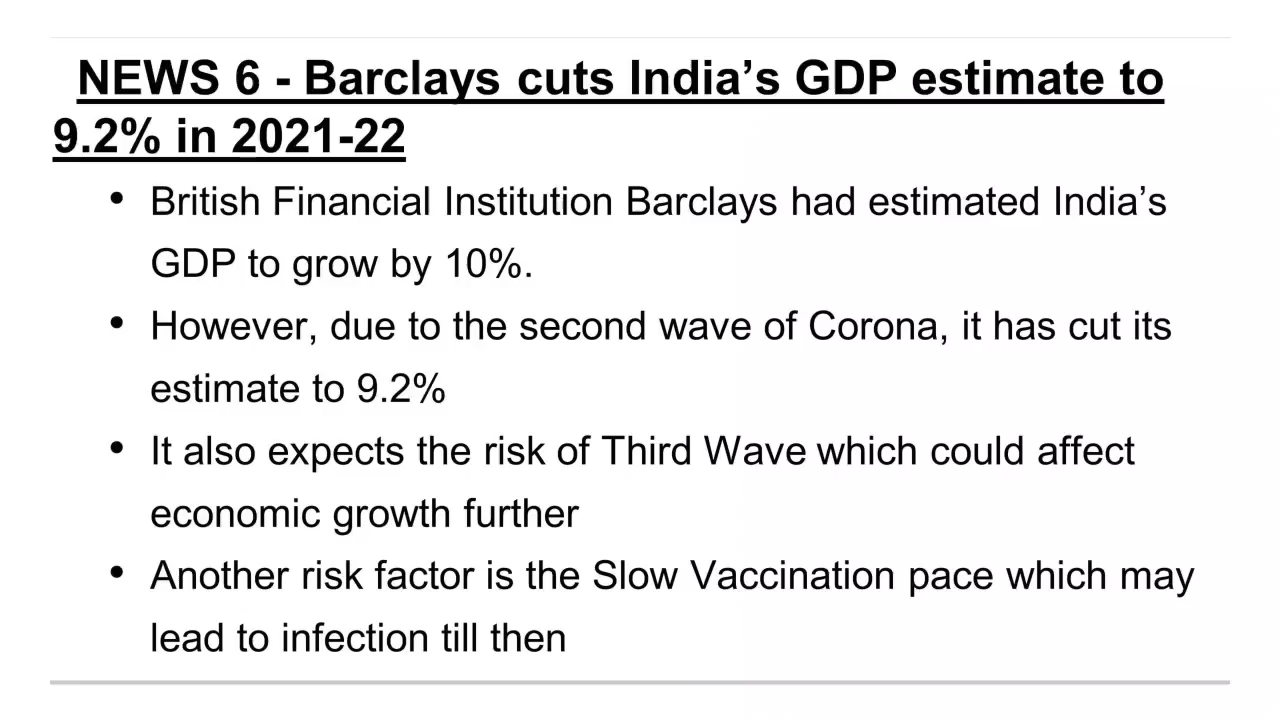 NEWS 6 - Barclays cuts India’s GDP estimate to
9.2% in 2021-22
• British Financial Institution Barclays had estimated India’s
GDP to grow by 10%.
• However, due to the second wave of Corona, it has cut its
estimate to 9.2%
• It also expects the risk of Third Wave which could affect
economic growth further
• Another risk factor is the Slow Vaccination pace which may
lead to infection till then